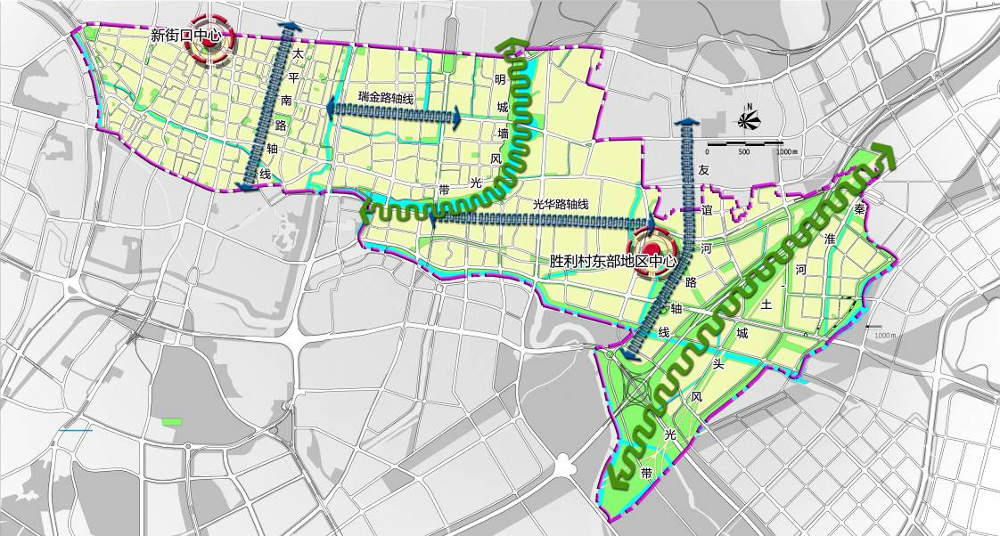 新街口中心
太平南路轴线
瑞金路轴线
明城墙风光带
N
0 500 1000m
友谊河路轴线
光华路轴线
胜利村东部地区中心
秦淮河-土城头风光带
1000m